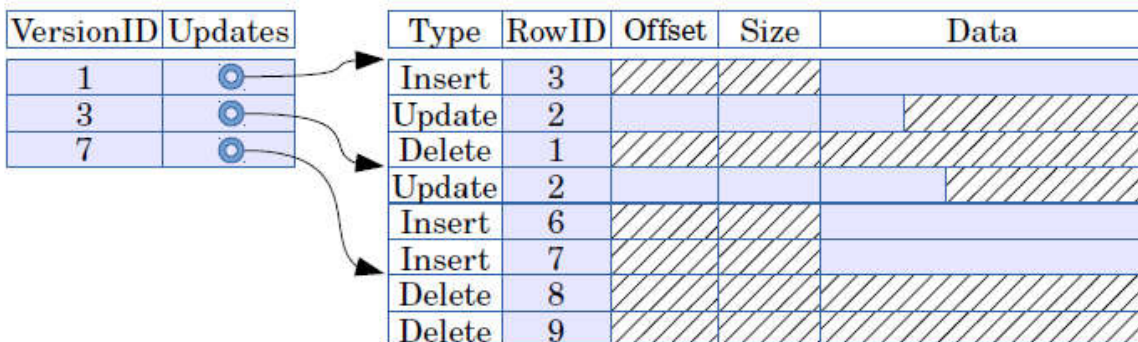 VersionID Updates
1
3
7
Type RowID Offset Size Data
Insert 3
Update 2
Delete 1
Update 2
Insert 6
Insert 7
Delete 8
Delete 9